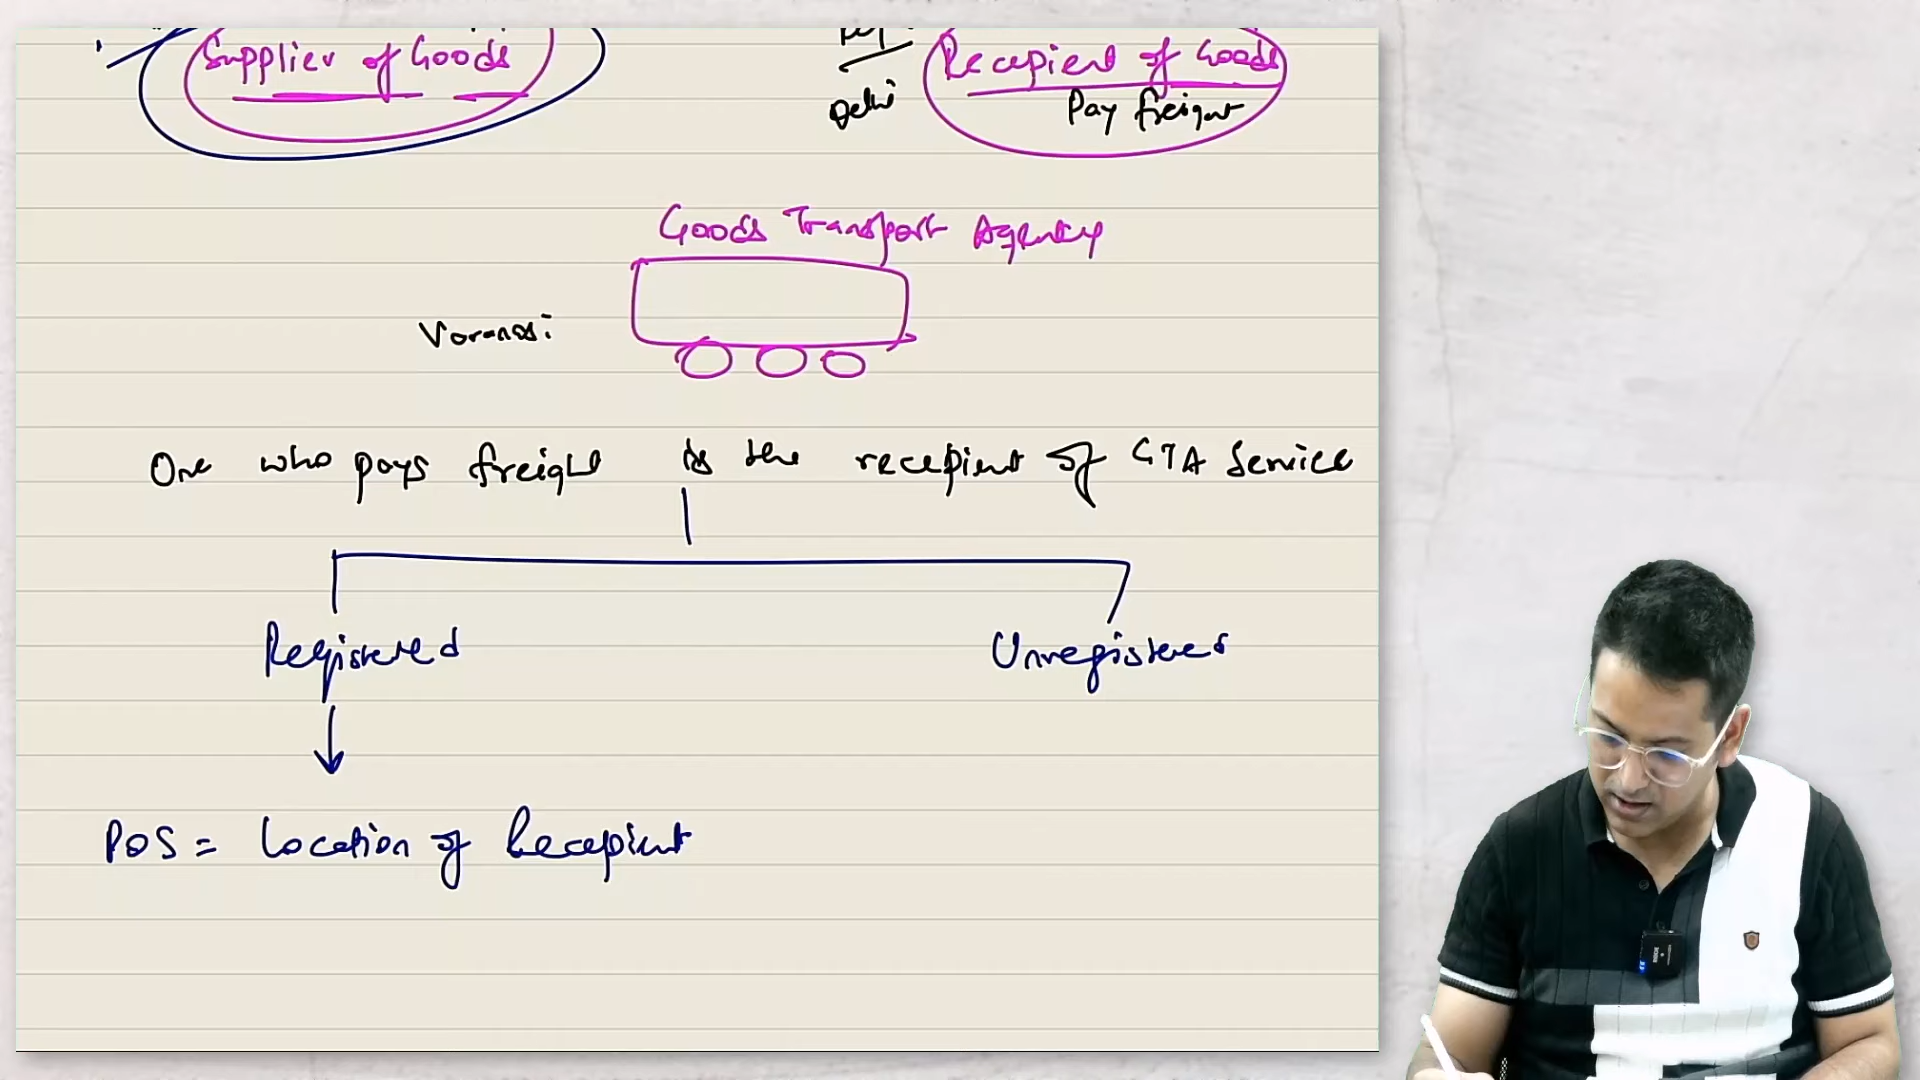 Supplier of Goods
Recepient of Goods
Delhi
Pay freight
Goods Transport Agency
Varanasi
One who pays freight is the recepient of GTA Service
Registered
Unregistered
POS = Location of Recepient